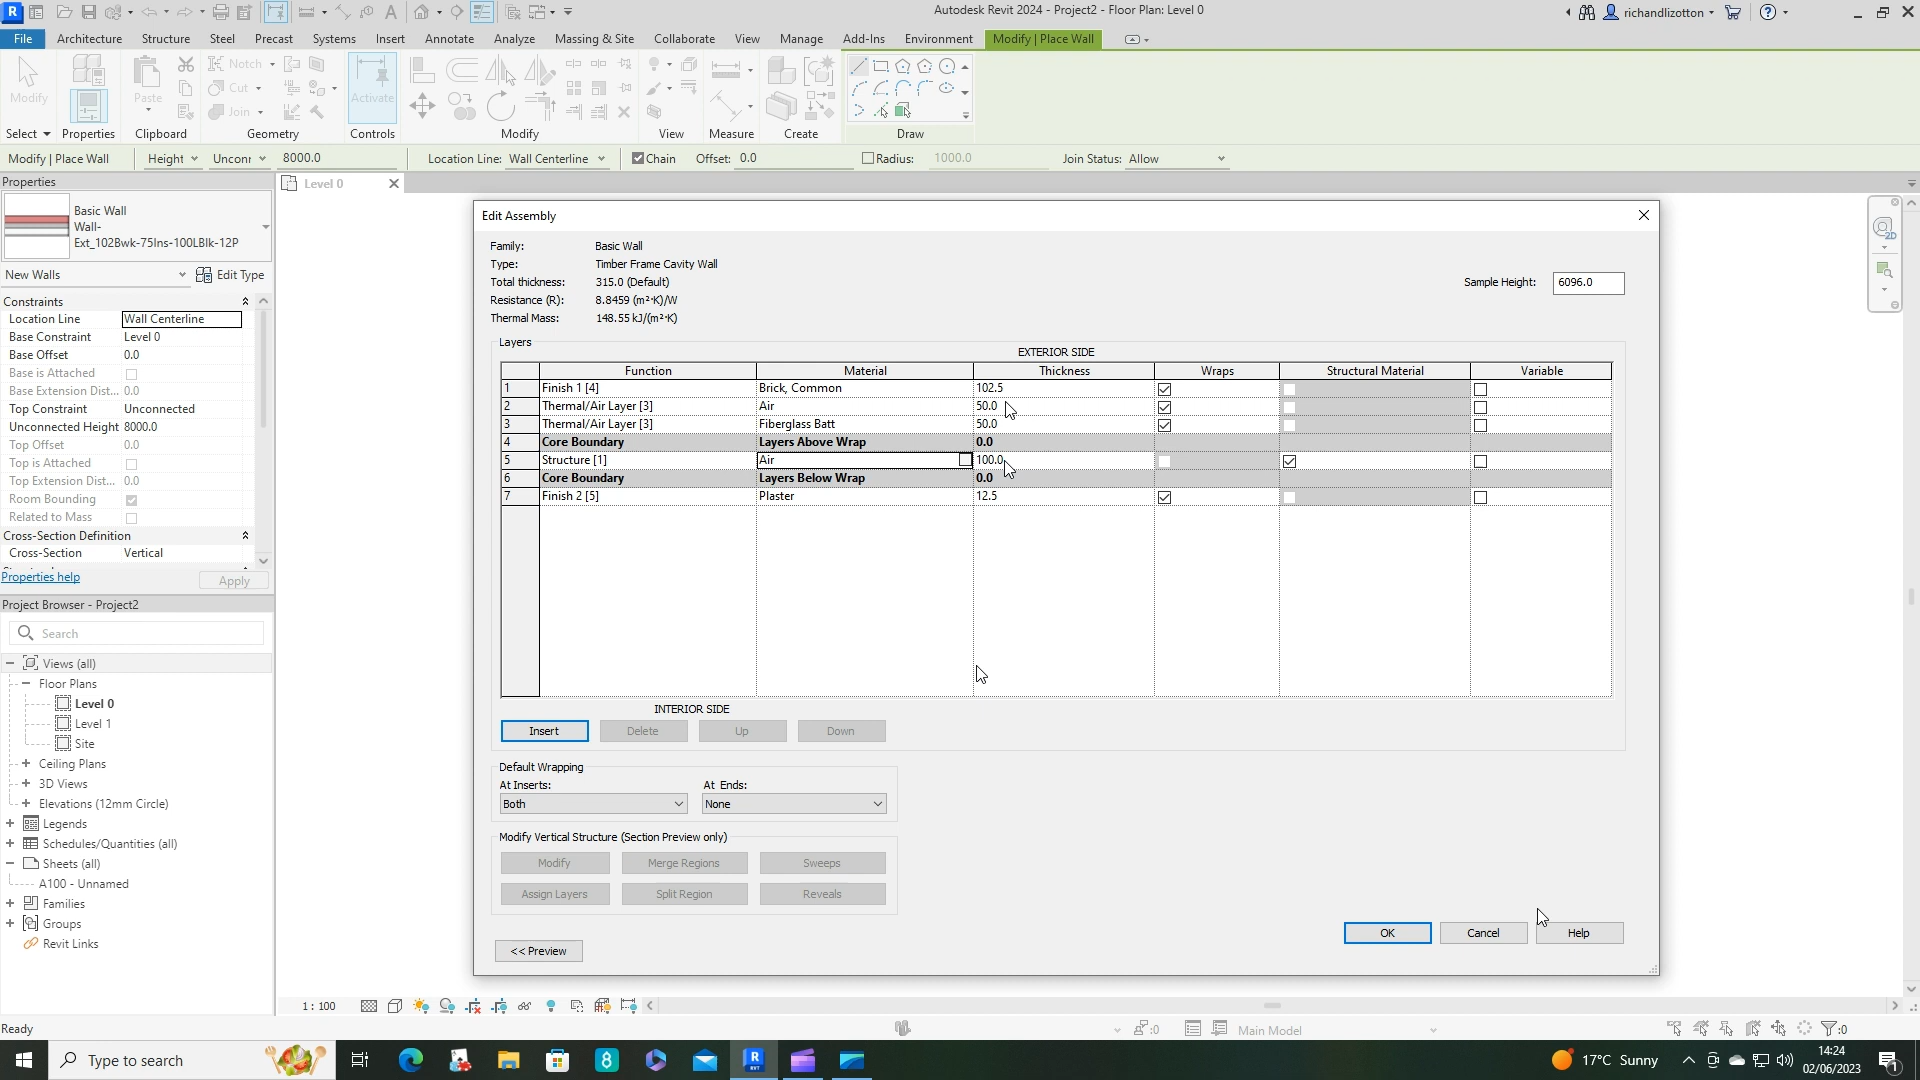 Autodesk Revit 2024 - Project2 - Floor Plan: Level 0
richandlizotton
File Architecture Structure Steel Precast Systems Insert Annotate Analyze Massing & Site Collaborate View Manage Add-Ins Environment Modify | Place Wall
Modify
Paste
Notch
Cut
Join
Activate
Select Properties Clipboard Geometry Controls Modify View Measure Create Draw
Modify | Place Wall Height Unconr 8000.0 Location Line: Wall Centerline Chain Offset: 0.0 Radius: 1000.0 Join Status: Allow
Properties
Level 0
Basic Wall
Wall-
Ext_102Bwk-75Ins-100LBlk-12P
New Walls Edit Type
Constraints
Location Line Wall Centerline
Base Constraint Level 0
Base Offset 0.0
Base is Attached
Base Extension Dist... 0.0
Top Constraint Unconnected
Unconnected Height 8000.0
Top Offset 0.0
Top is Attached
Top Extension Dist... 0.0
Room Bounding
Related to Mass
Cross-Section Definition
Cross-Section Vertical
Properties help Apply
Project Browser - Project2
Search
Views (all)
Floor Plans
Level 0
Level 1
Site
Ceiling Plans
3D Views
Elevations (12mm Circle)
Legends
Schedules/Quantities (all)
Sheets (all)
A100 - Unnamed
Families
Groups
Revit Links
Edit Assembly
Family: Basic Wall
Type: Timber Frame Cavity Wall
Total thickness: 315.0 (Default)
Resistance (R): 8.8459 (m²·K)/W
Thermal Mass: 148.55 kJ/(m²·K)
Sample Height: 6096.0
Layers
EXTERIOR SIDE
Function Material Thickness Wraps Structural Material Variable
1 Finish 1 [4] Brick, Common 102.5
2 Thermal/Air Layer [3] Air 50.0
3 Thermal/Air Layer [3] Fiberglass Batt 50.0
4 Core Boundary Layers Above Wrap 0.0
5 Structure [1] Air 100.0
6 Core Boundary Layers Below Wrap 0.0
7 Finish 2 [5] Plaster 12.5
INTERIOR SIDE
Insert Delete Up Down
Default Wrapping
At Inserts: At Ends:
Both None
Modify Vertical Structure (Section Preview only)
Modify Merge Regions Sweeps
Assign Layers Split Region Reveals
<< Preview
OK Cancel Help
1 : 100
Ready
:0 Main Model :0
Type to search
17°C Sunny
14:24
02/06/2023